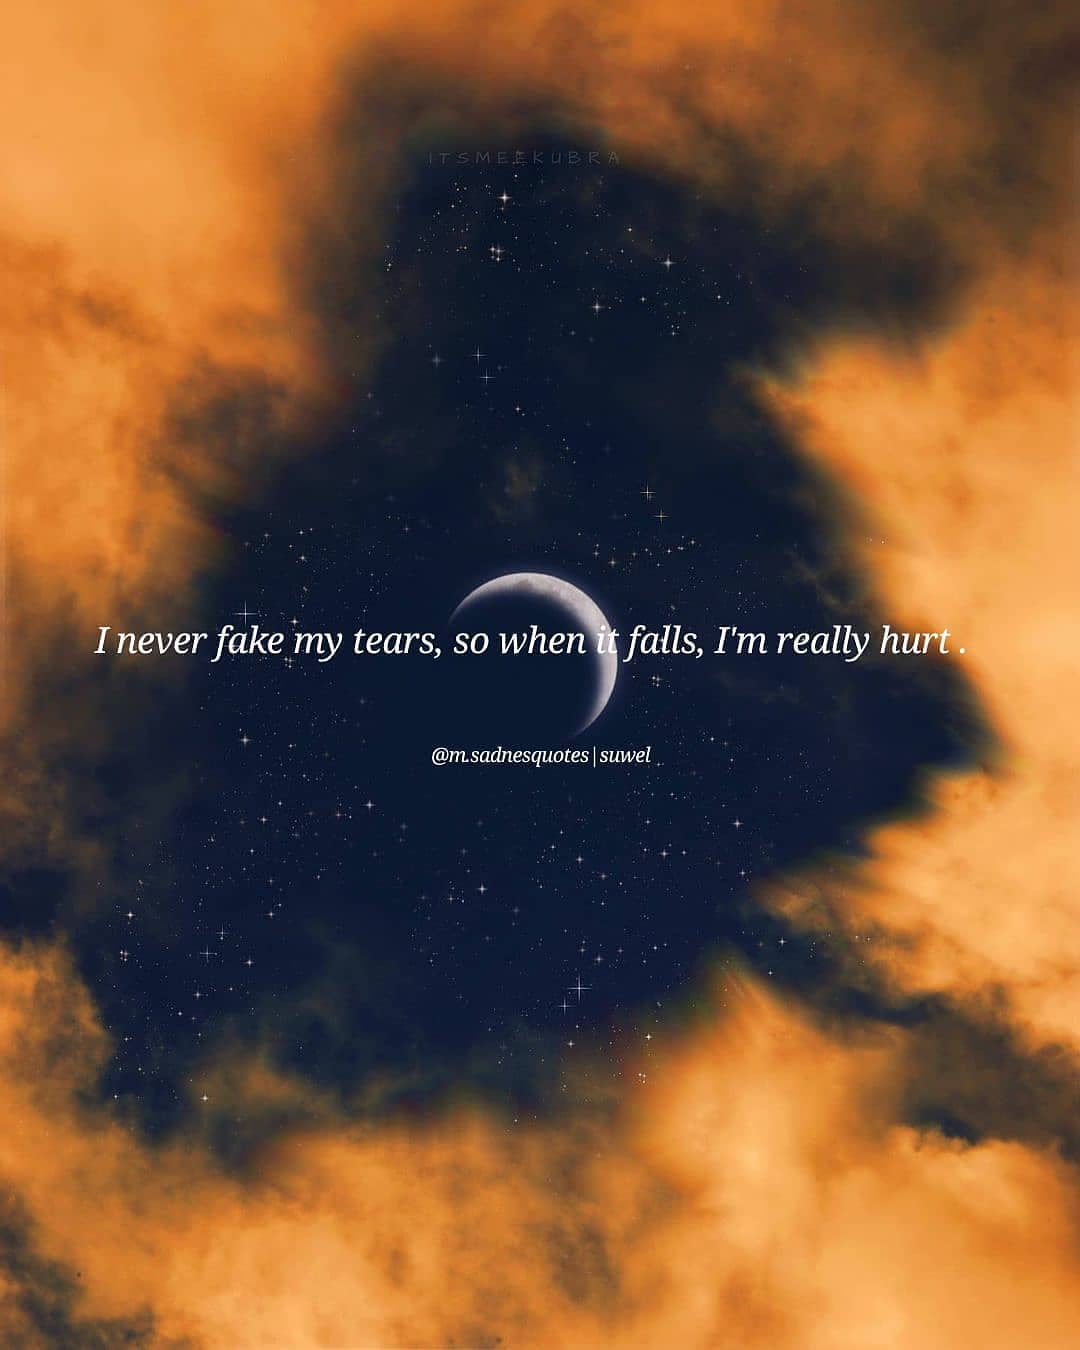 ITSMEEKUBRA
I never fake my tears, so when it falls, I'm really hurt .
@m.sadnesquotes|suwel